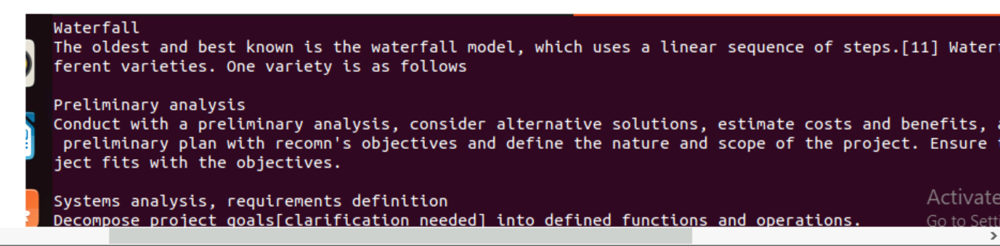 Waterfall
The oldest and best known is the waterfall model, which uses a linear sequence of steps.[11] Water
ferent varieties. One variety is as follows
Preliminary analysis
Conduct with a preliminary analysis, consider alternative solutions, estimate costs and benefits,
preliminary plan with recomn's objectives and define the nature and scope of the project. Ensure
ject fits with the objectives.
Systems analysis, requirements definition
Activate
Decompose project goals[clarification needed] into defined functions and operations.
Go to Setti